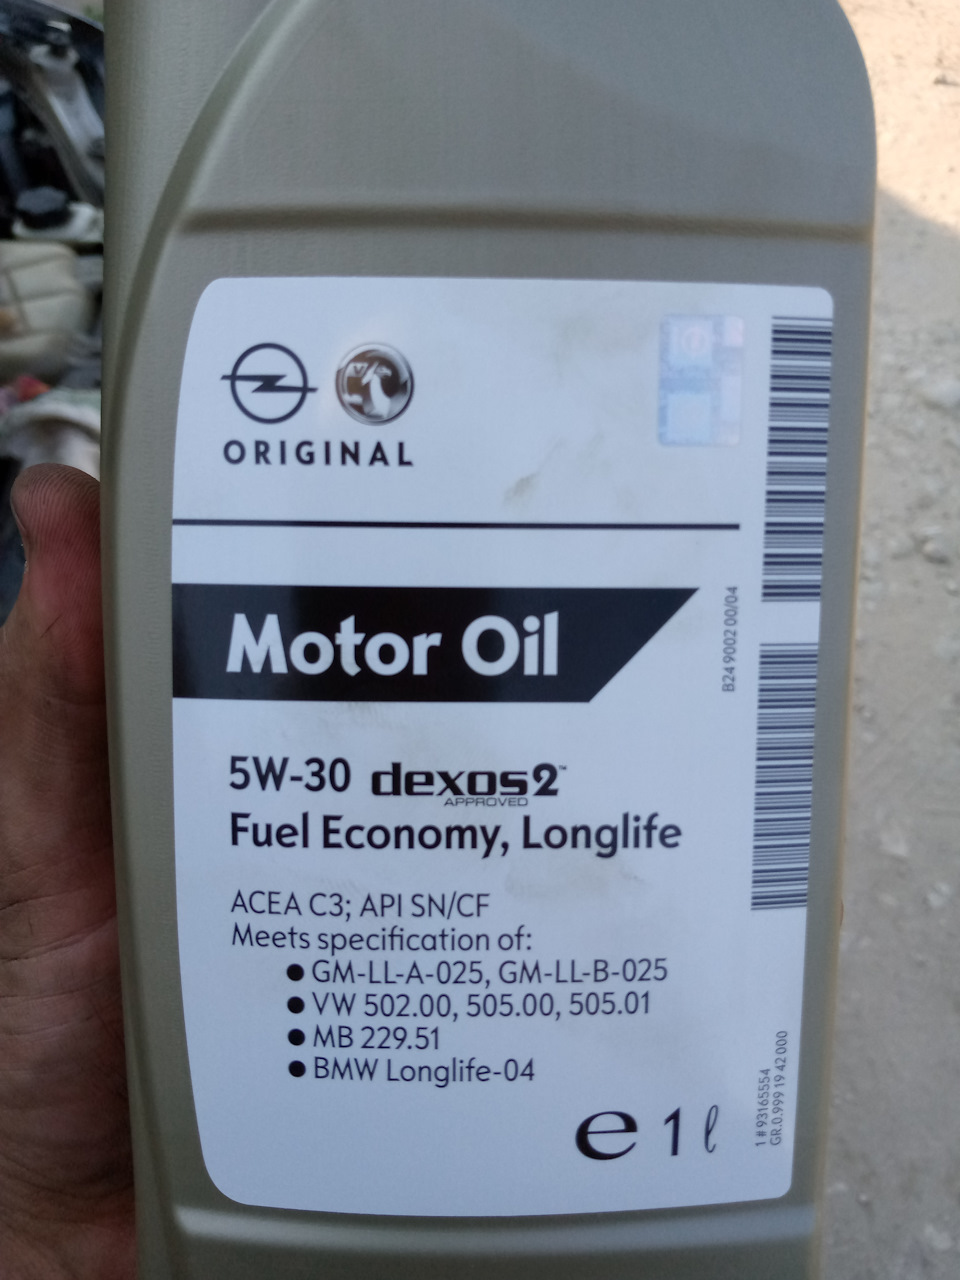 ORIGINAL
Motor Oil
5W-30 dexos2™
APPROVED
Fuel Economy, Longlife
ACEA C3; API SN/CF
Meets specification of:
● GM-LL-A-025, GM-LL-B-025
● VW 502.00, 505.00, 505.01
● MB 229.51
● BMW Longlife-04
e 1 ℓ
B24 9002 00/04
1 # 93165554
GR.0.999 19 42 000